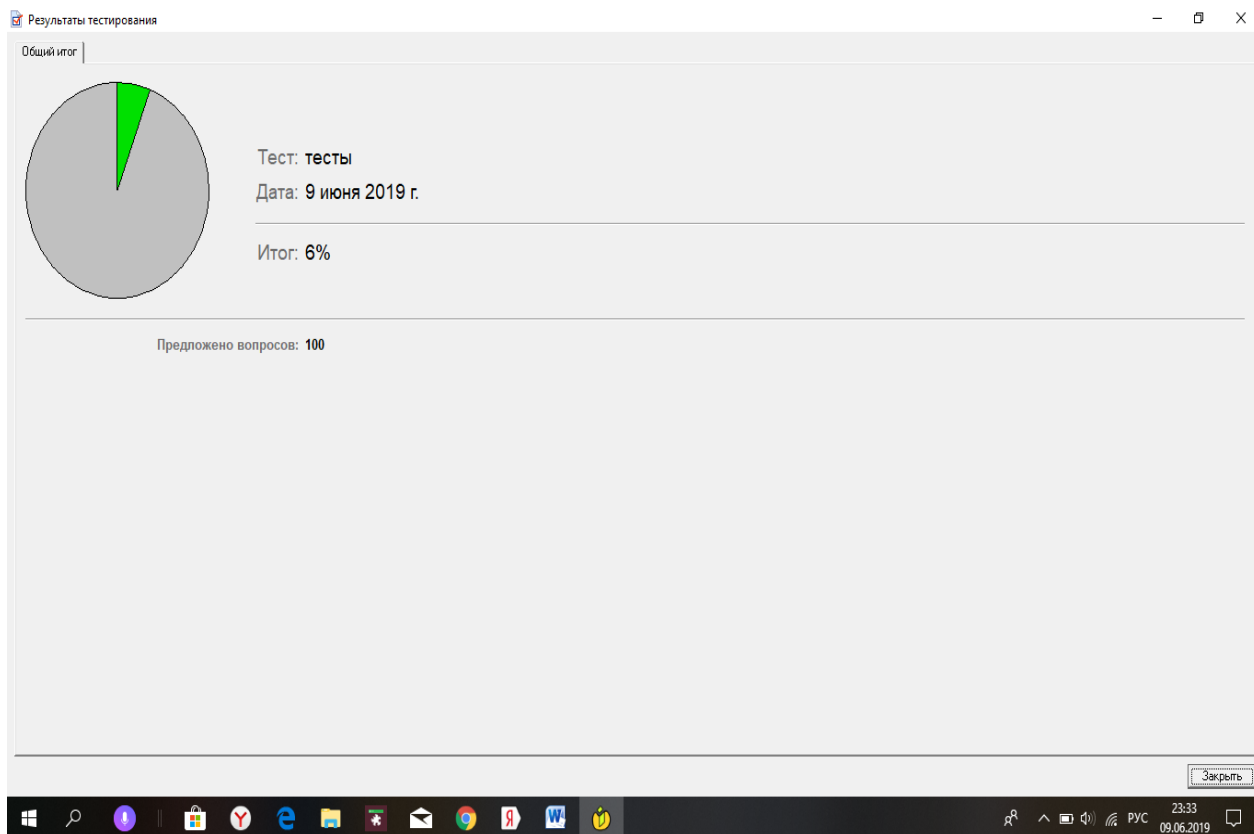 Результаты тестирования
Общий итог
Тест: тесты
Дата: 9 июня 2019 г.
Итог: 6%
Предложено вопросов: 100
Закрыть
РУС
23:33
09.06.2019